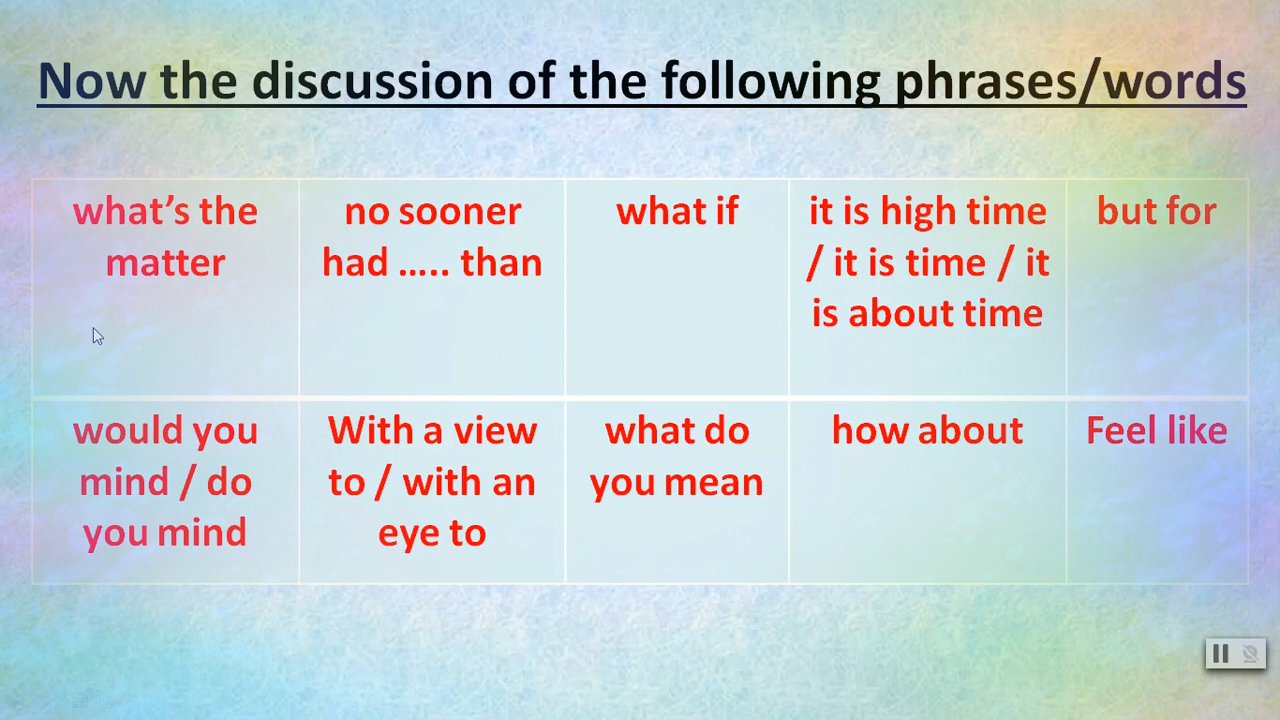 Now the discussion of the following phrases/words
what's the
matter
no sooner
had ..... than
what if
it is high time
/ it is time / it
is about time
but for
would you
mind / do
you mind
With a view
to / with an
eye to
what do
you mean
how about
Feel like